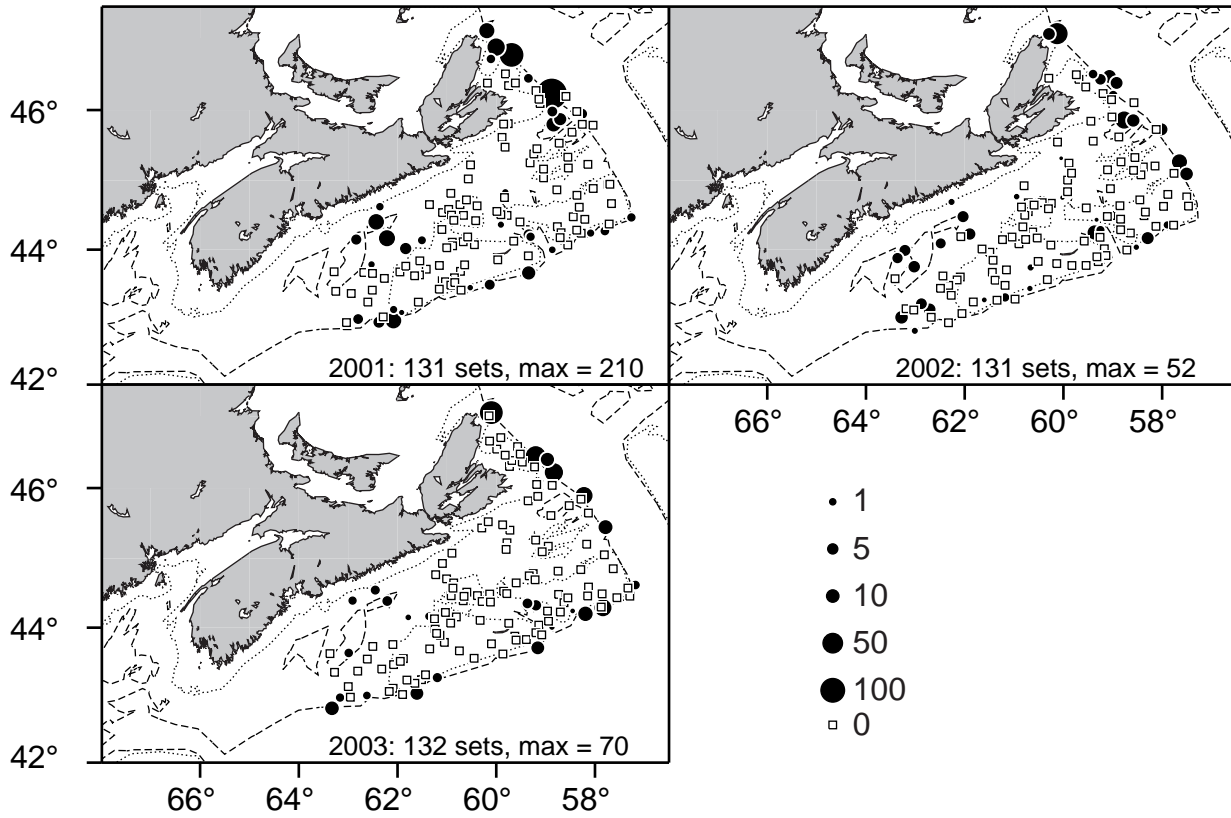 46°
44°
42°
2001: 131 sets, max = 210
2002: 131 sets, max = 52
66° 64° 62° 60° 58°
46°
44°
42°
2003: 132 sets, max = 70
66° 64° 62° 60° 58°
1
5
10
50
100
0